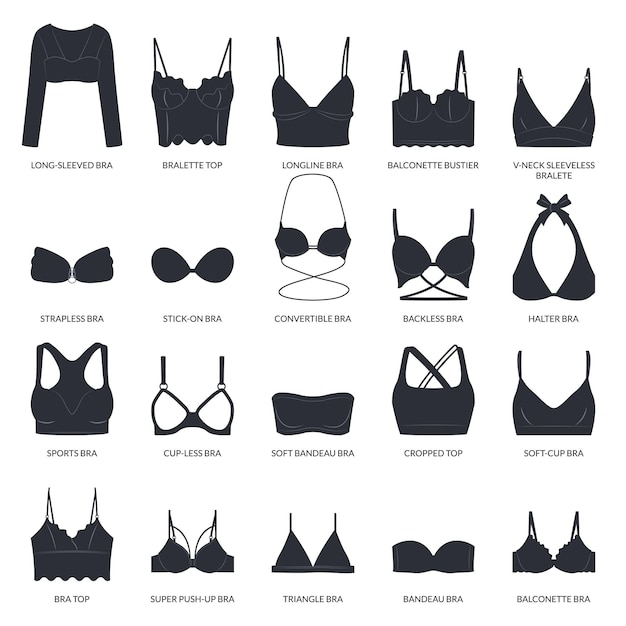 LONG-SLEEVED BRA
BRALETTE TOP
LONGLINE BRA
BALCONETTE BUSTIER
V-NECK SLEEVELESS
BRALETE
STRAPLESS BRA
STICK-ON BRA
CONVERTIBLE BRA
BACKLESS BRA
HALTER BRA
SPORTS BRA
CUP-LESS BRA
SOFT BANDEAU BRA
CROPPED TOP
SOFT-CUP BRA
BRA TOP
SUPER PUSH-UP BRA
TRIANGLE BRA
BANDEAU BRA
BALCONETTE BRA